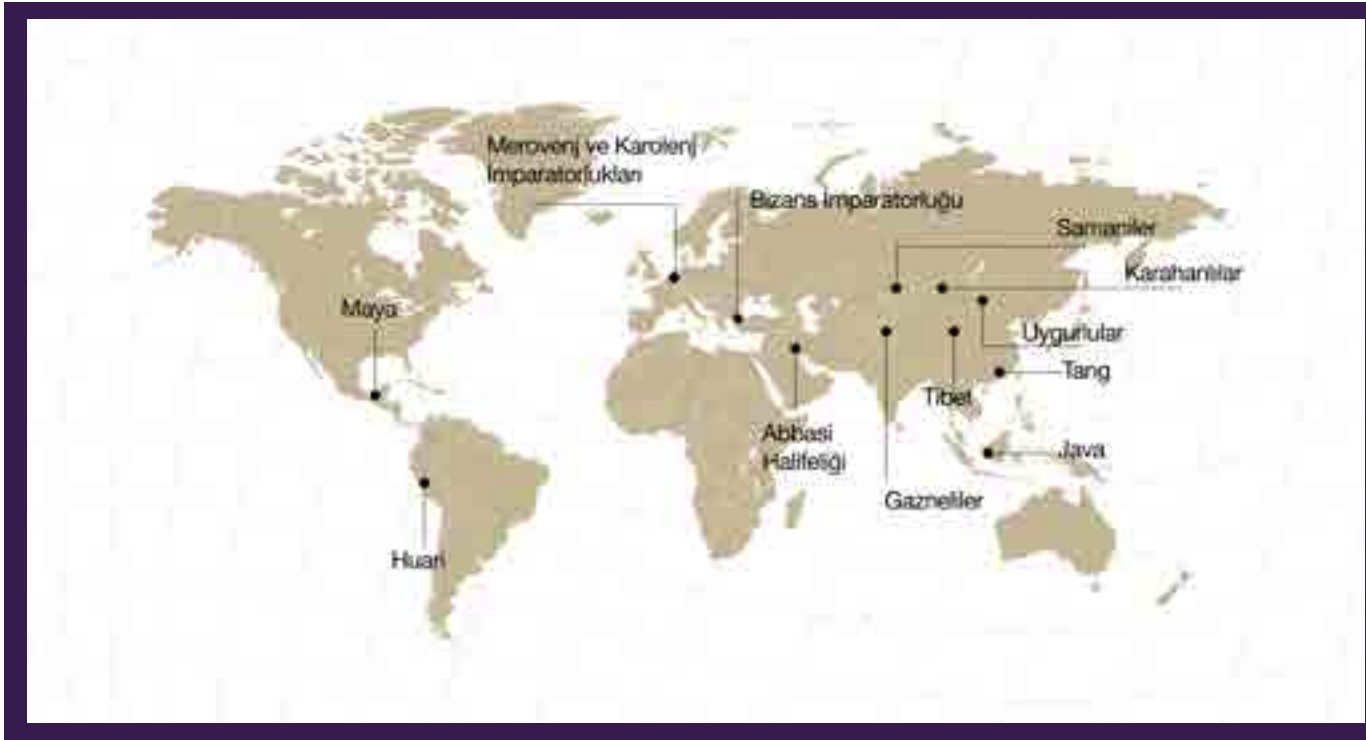 Merovenj ve Karolenj
İmparatorlukları
Bizans İmparatorluğu
Samaniler
Karahanlılar
Maya
Uygurlular
Tang
Tibet
Abbasi
Halifeliği
Java
Gazneliler
Huari